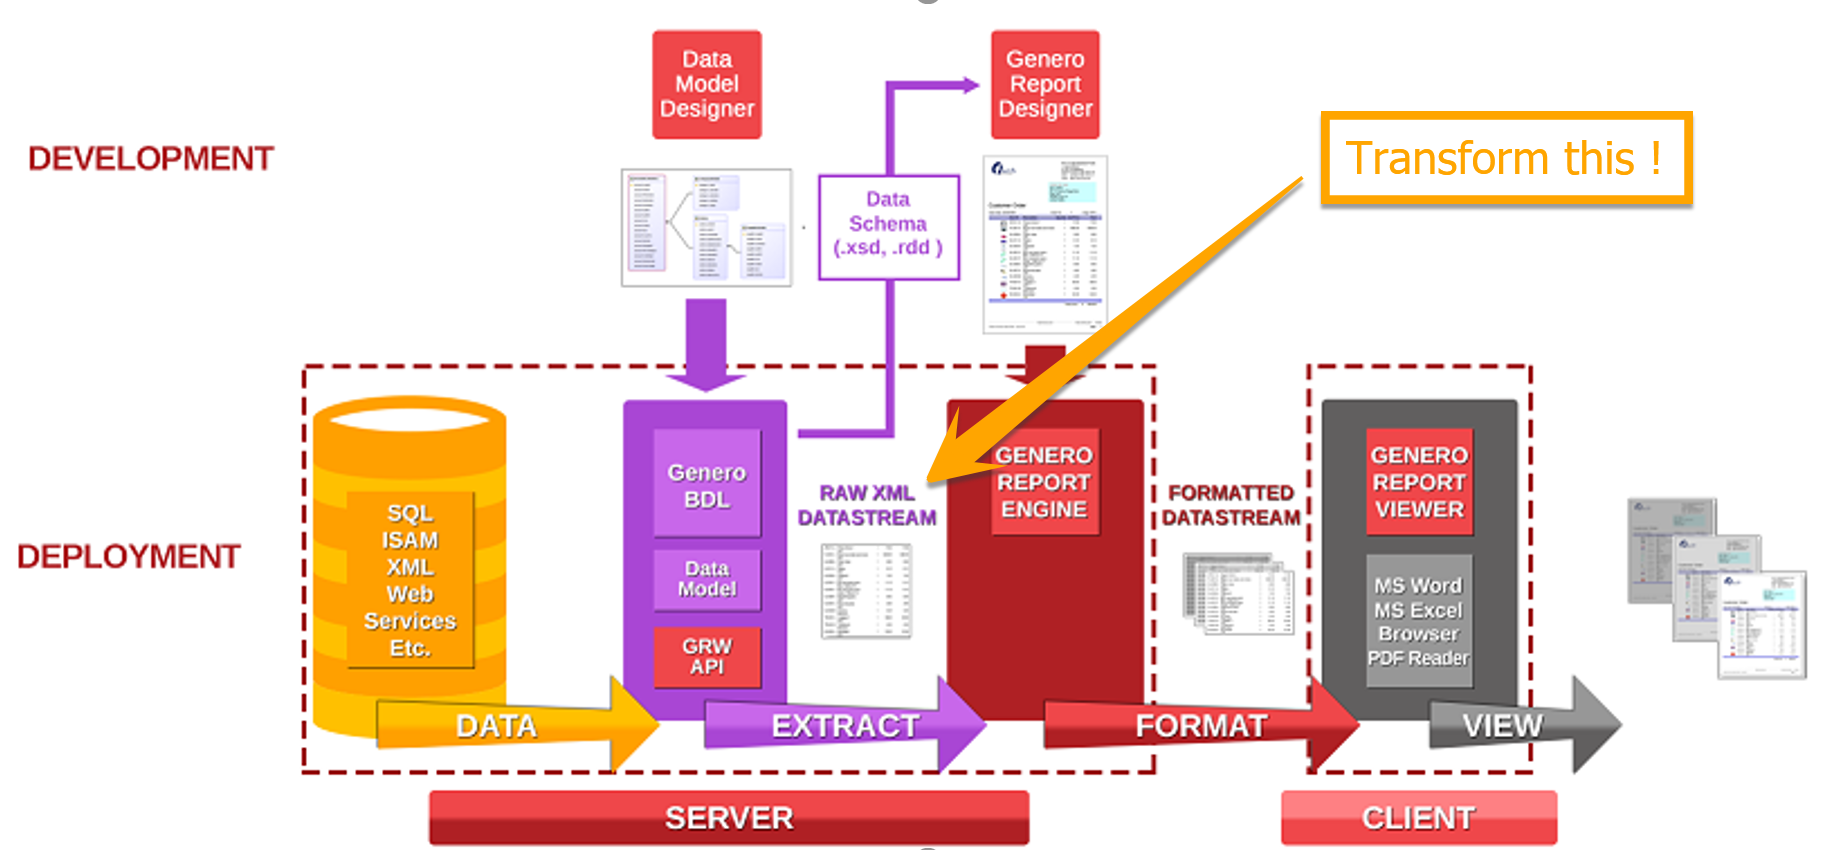 Data
Model
Designer
Genero
Report
Designer
Transform this !
DEVELOPMENT
Data
Schema
(.xsd, .rdd )
Customer Order
DEPLOYMENT
SQL
ISAM
XML
Web
Services
Etc.
Genero
BDL
Data
Model
GRW
API
RAW XML
DATASTREAM
GENERO
REPORT
ENGINE
FORMATTED
DATASTREAM
GENERO
REPORT
VIEWER
MS Word
MS Excel
Browser
PDF Reader
DATA
EXTRACT
FORMAT
VIEW
SERVER
CLIENT